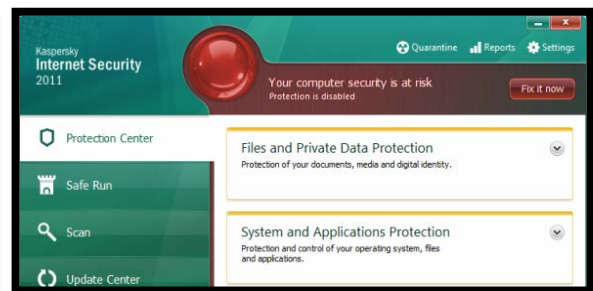 Kaspersky
Internet Security
2011
Quarantine Reports Settings
Your computer security is at risk
Protection is disabled
Fix it now
Protection Center
Safe Run
Scan
Update Center
Files and Private Data Protection
Protection of your documents, media and digital identity.
System and Applications Protection
Protection and control of your operating system, files
and applications.